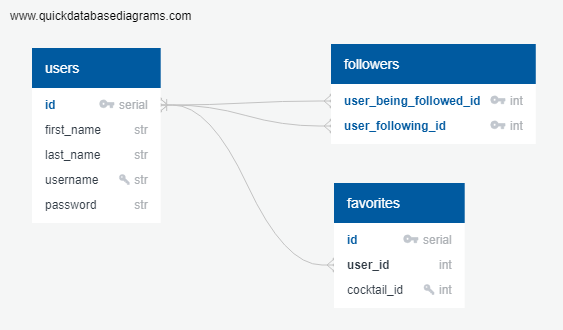 www.quickdatabasediagrams.com
users
id serial
first_name str
last_name str
username str
password str
followers
user_being_followed_id int
user_following_id int
favorites
id serial
user_id int
cocktail_id int